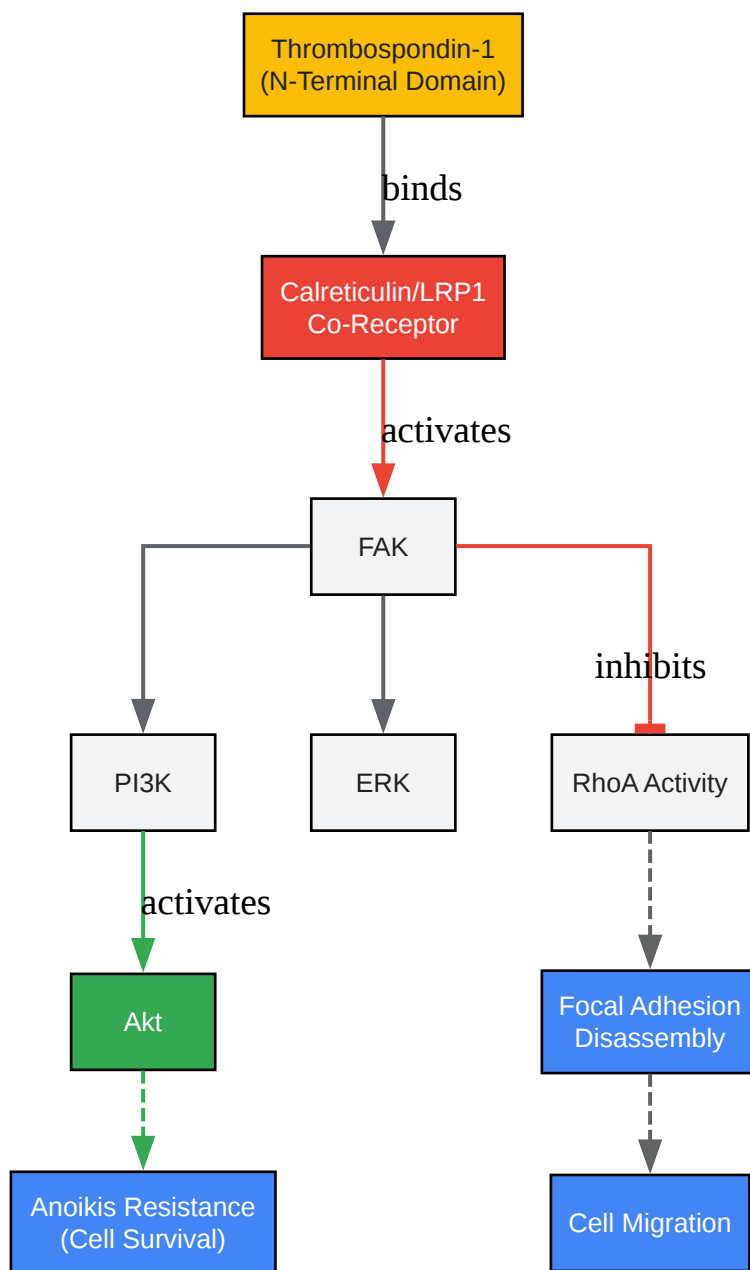 Thrombospondin-1
(N-Terminal Domain)
binds
Calreticulin/LRP1
Co-Receptor
activates
FAK
inhibits
PI3K
ERK
RhoA Activity
activates
Akt
Focal Adhesion
Disassembly
Anoikis Resistance
(Cell Survival)
Cell Migration